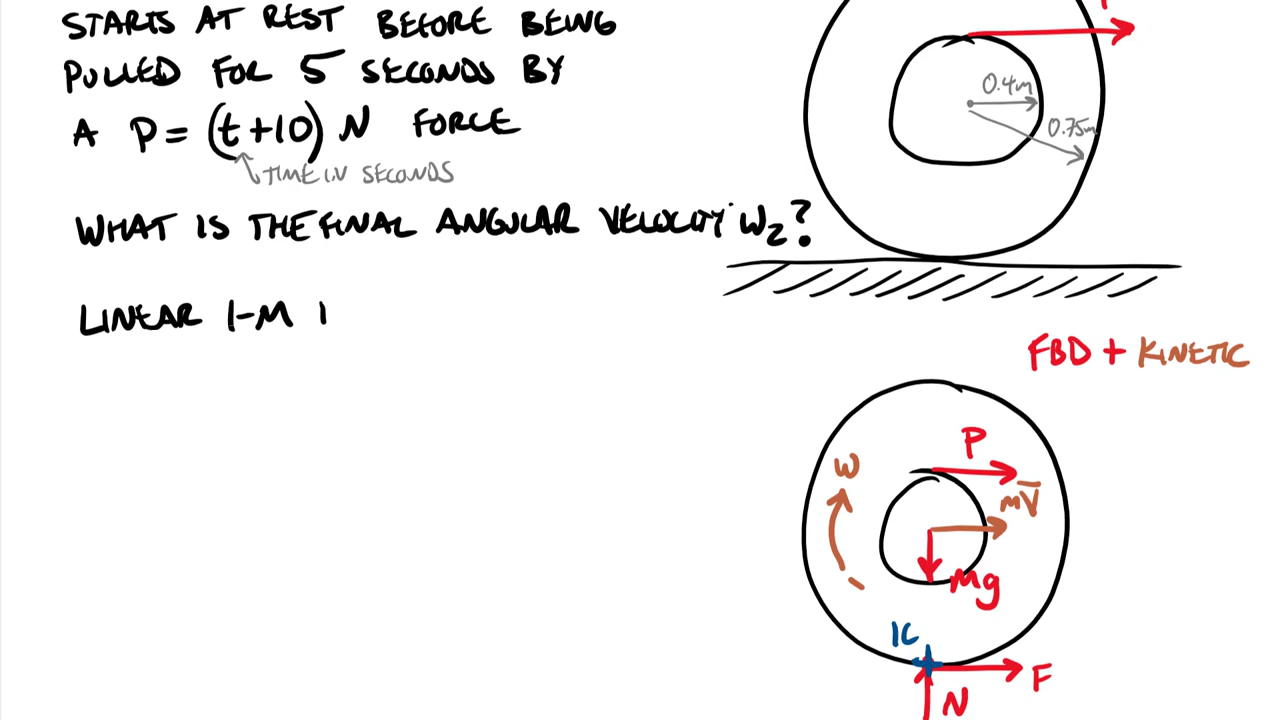 STARTS AT REST BEFORE BEING
PULLED FOR 5 SECONDS BY
A P = (t+10) N FORCE
TIME IN SECONDS
WHAT IS THE FINAL ANGULAR VELOCITY W₂?
LINEAR I-M
0.4m
0.75m
FBD + KINETIC
P
W
mV̅
Mg
IC
F
N